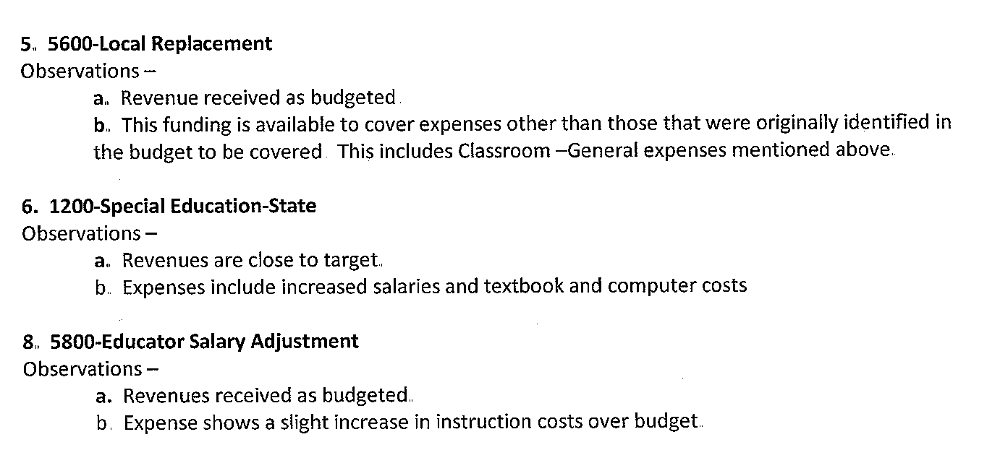 5. 5600-Local Replacement
Observations –
a. Revenue received as budgeted.
b. This funding is available to cover expenses other than those that were originally identified in
the budget to be covered. This includes Classroom –General expenses mentioned above.
6. 1200-Special Education-State
Observations –
a. Revenues are close to target.
b. Expenses include increased salaries and textbook and computer costs
8. 5800-Educator Salary Adjustment
Observations –
a. Revenues received as budgeted.
b. Expense shows a slight increase in instruction costs over budget.